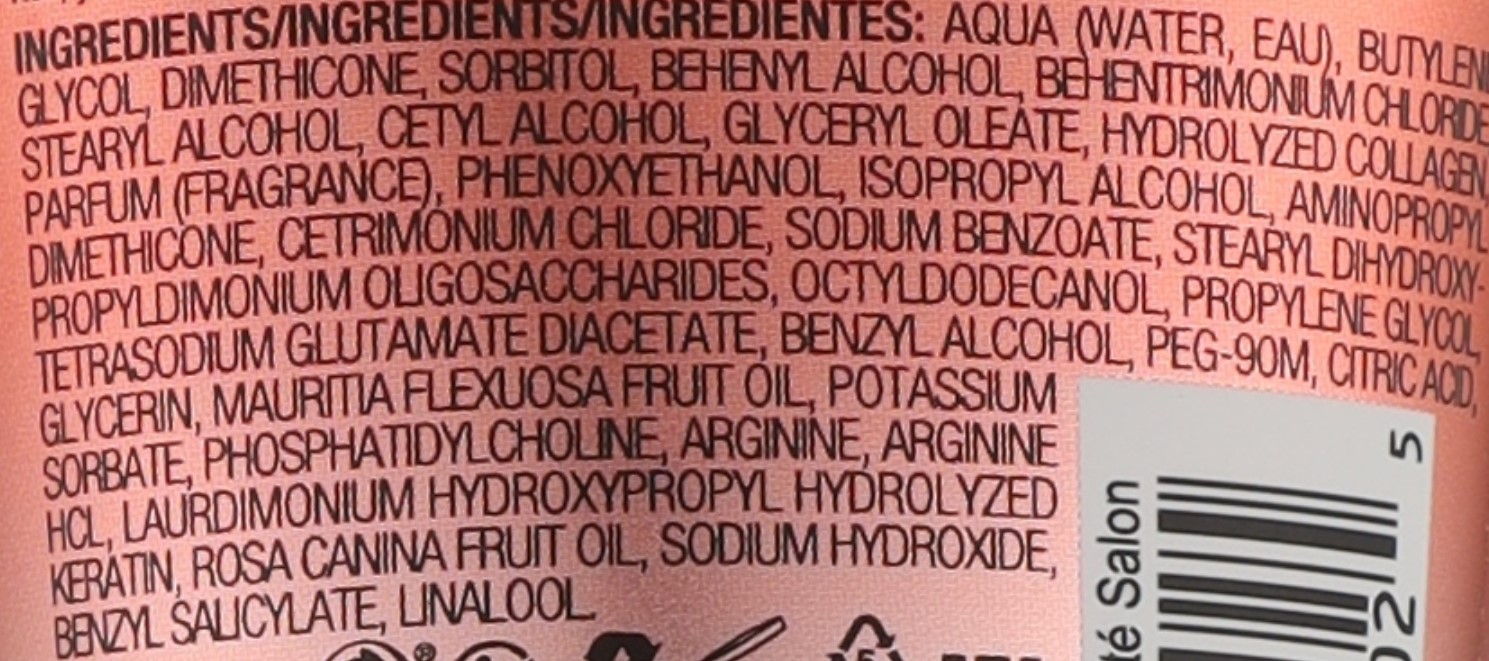 INGREDIENTS/INGRÉDIENTS/INGREDIENTES: AQUA (WATER, EAU), BUTYLENE
GLYCOL, DIMETHICONE, SORBITOL, BEHENYL ALCOHOL, BEHENTRIMONIUM CHLORIDE,
STEARYL ALCOHOL, CETYL ALCOHOL, GLYCERYL OLEATE, HYDROLYZED COLLAGEN,
PARFUM (FRAGRANCE), PHENOXYETHANOL, ISOPROPYL ALCOHOL, AMINOPROPYL
DIMETHICONE, CETRIMONIUM CHLORIDE, SODIUM BENZOATE, STEARYL DIHYDROXY-
PROPYLDIMONIUM OLIGOSACCHARIDES, OCTYLDODECANOL, PROPYLENE GLYCOL,
TETRASODIUM GLUTAMATE DIACETATE, BENZYL ALCOHOL, PEG-90M, CITRIC ACID,
GLYCERIN, MAURITIA FLEXUOSA FRUIT OIL, POTASSIUM
SORBATE, PHOSPHATIDYLCHOLINE, ARGININE, ARGININE
HCL, LAURDIMONIUM HYDROXYPROPYL HYDROLYZED
KERATIN, ROSA CANINA FRUIT OIL, SODIUM HYDROXIDE,
BENZYL SALICYLATE, LINALOOL.
té Salon
5